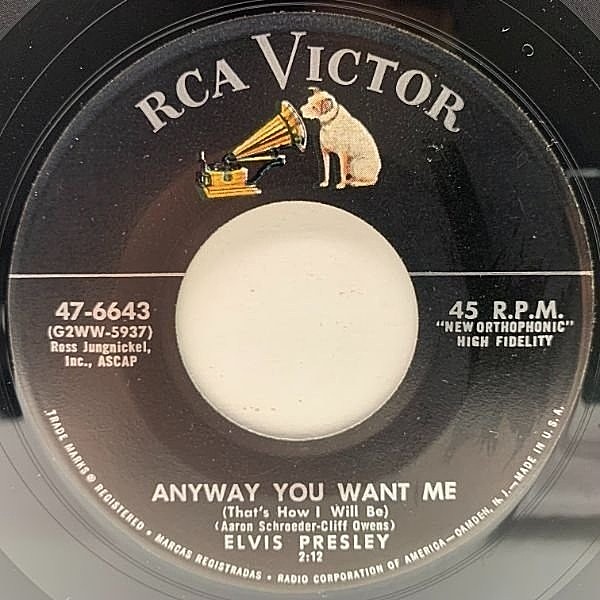 RCA VICTOR
47-6643
(G2WW-5937)
Ross Jungnickel,
Inc., ASCAP
45 R.P.M.
"NEW ORTHOPHONIC"
HIGH FIDELITY
ANYWAY YOU WANT ME
(That's How I Will Be)
(Aaron Schroeder-Cliff Owens)
ELVIS PRESLEY
2:12
TRADE MARKS ® REGISTERED • MARCAS REGISTRADAS • RADIO CORPORATION OF AMERICA—CAMDEN, N.J.—MADE IN U.S.A.